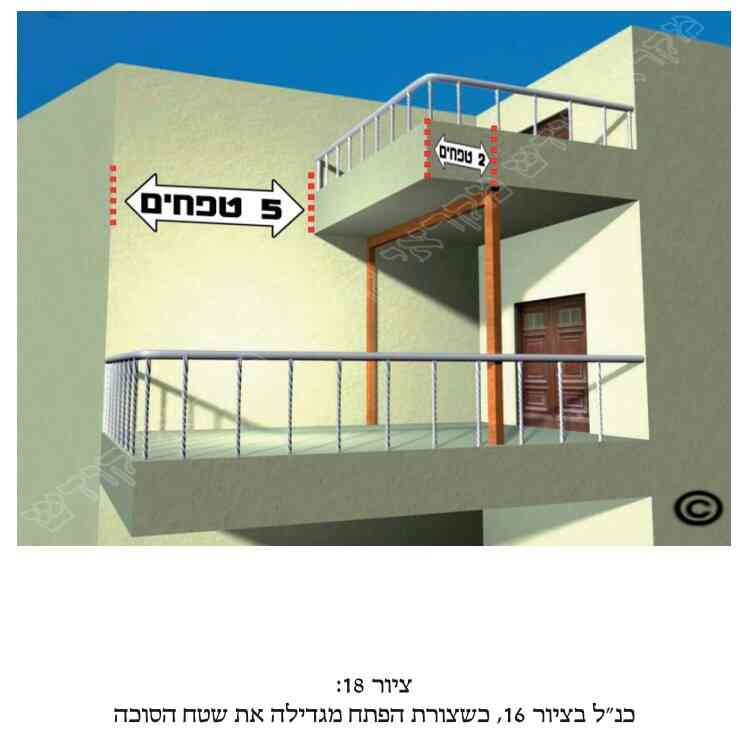 2 טפחים
5 טפחים
©
ציור 18:
כנ״ל בציור 16, כשצורת הפתח מגדילה את שטח הסוכה